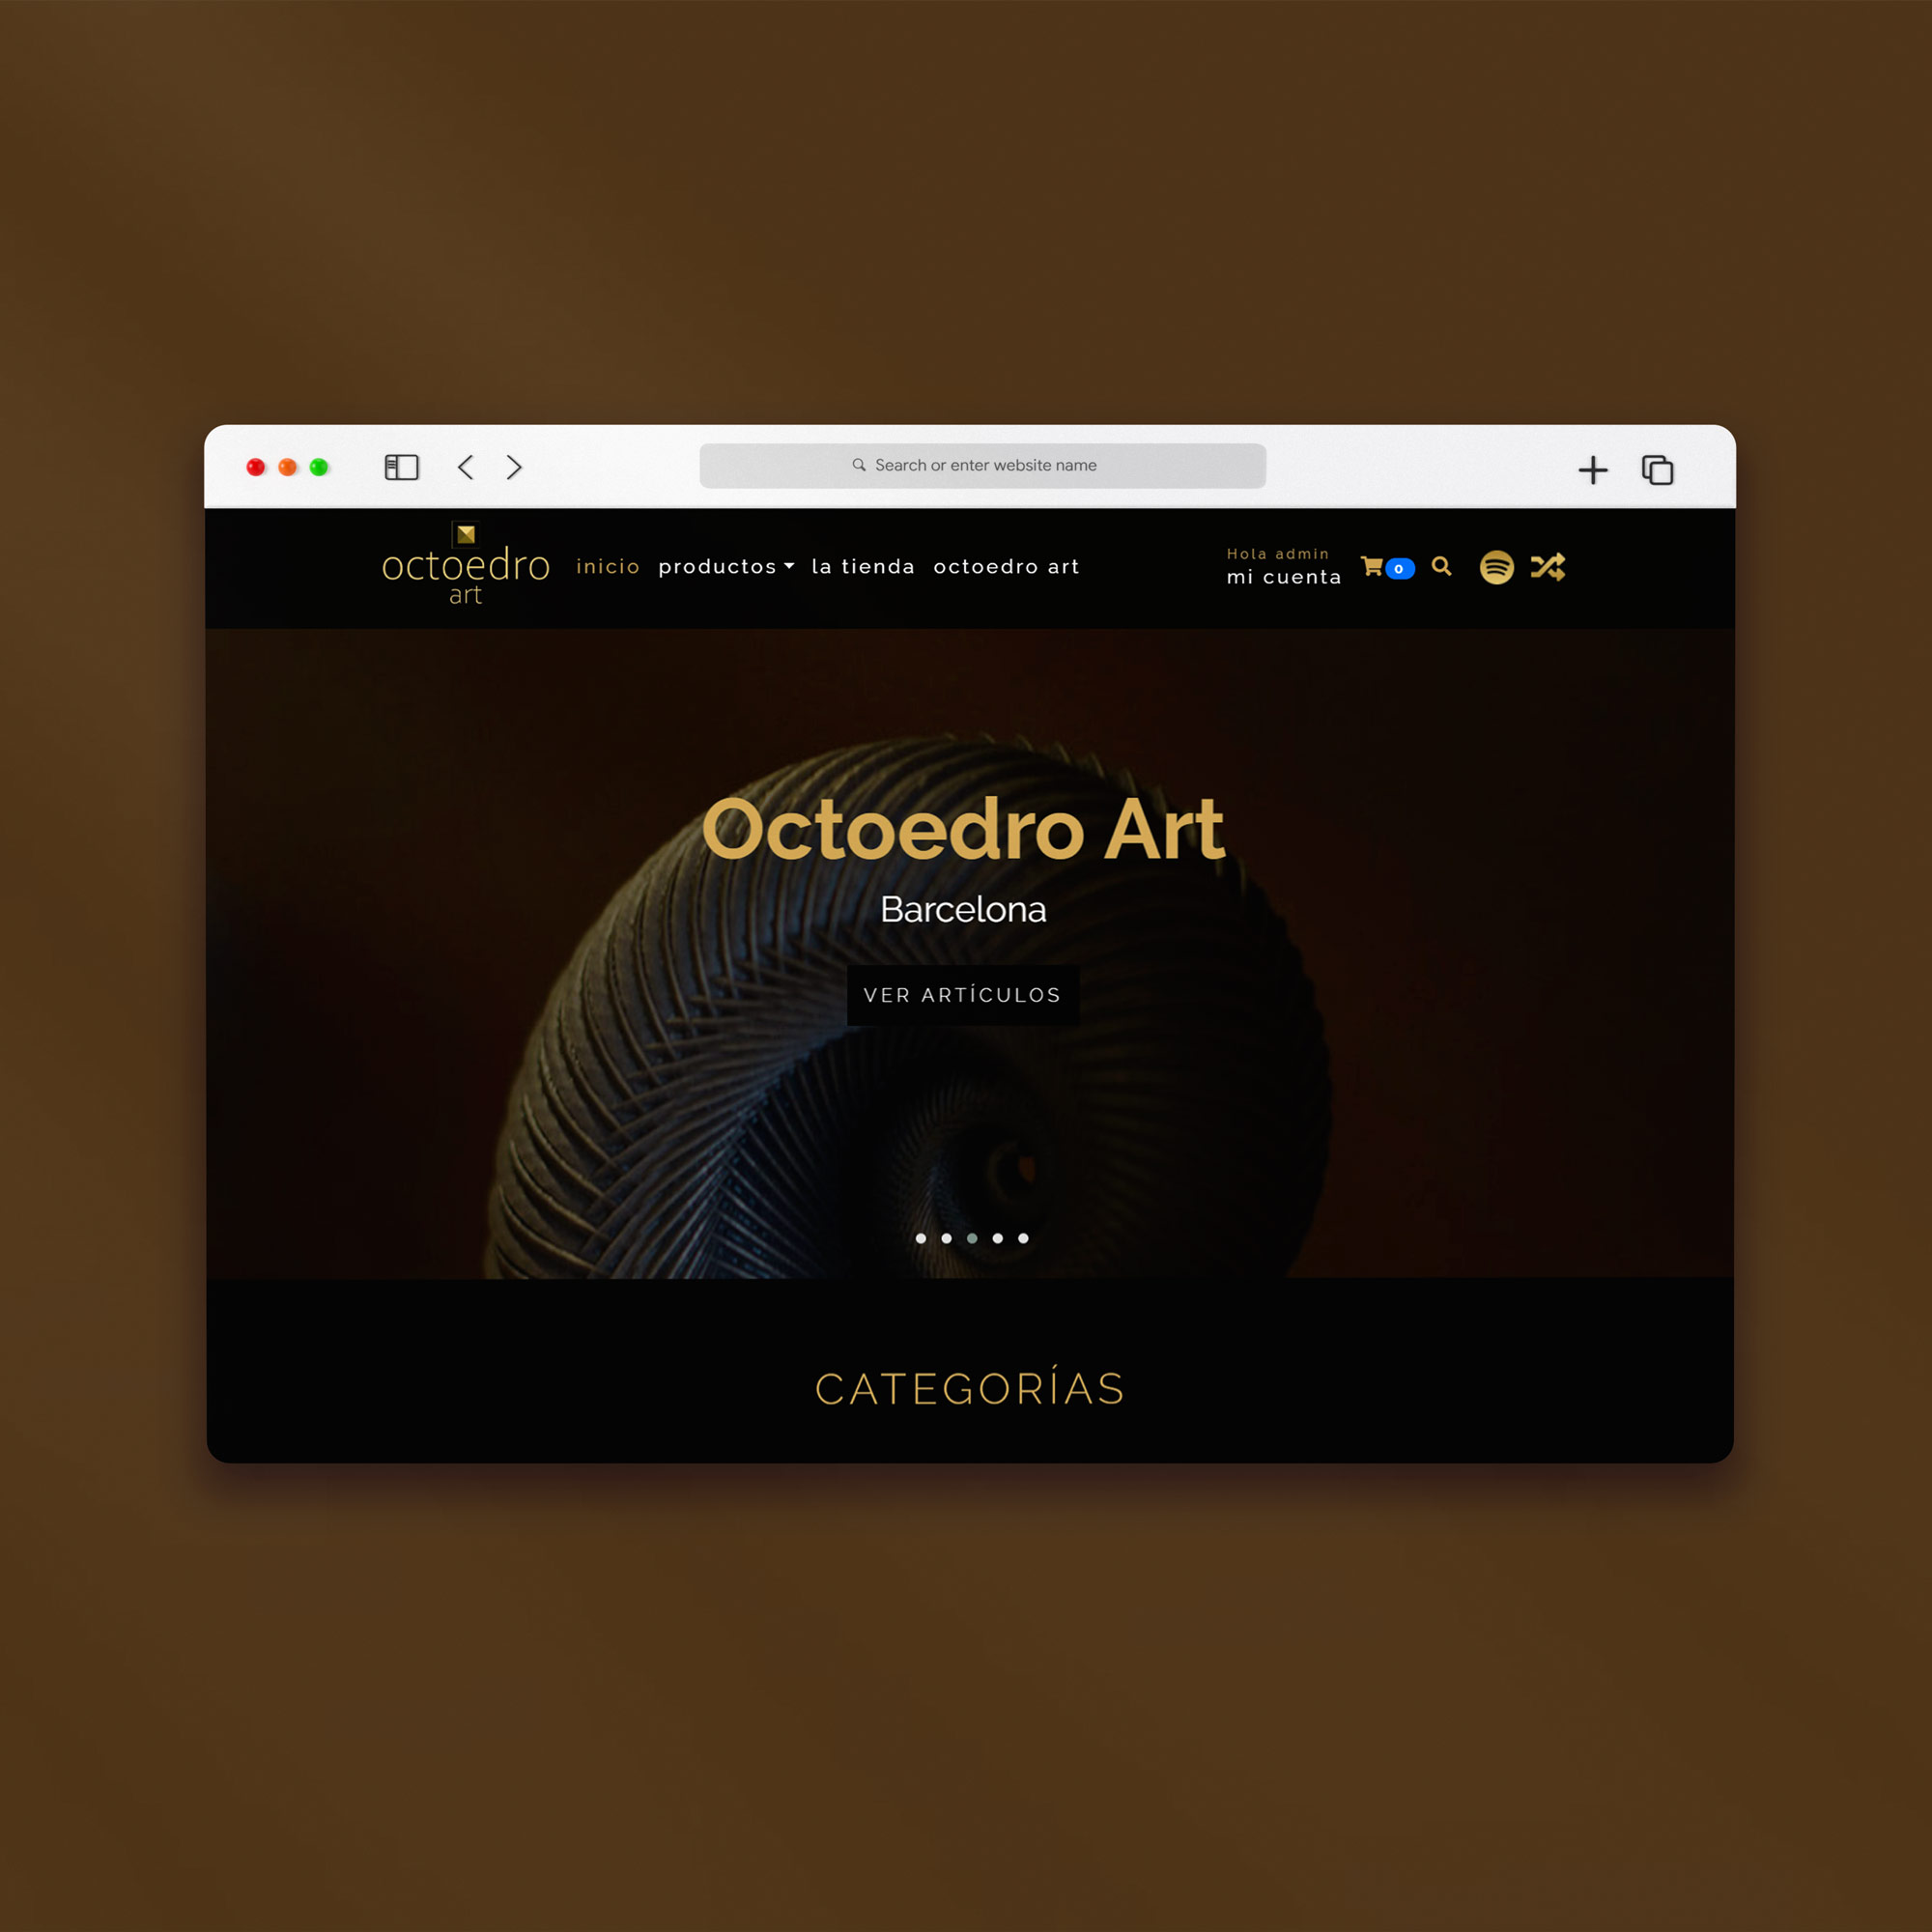 Search or enter website name
octoedro
art
inicio productos la tienda octoedro art
Hola admin
mi cuenta
0
Octoedro Art
Barcelona
VER ARTÍCULOS
CATEGORÍAS